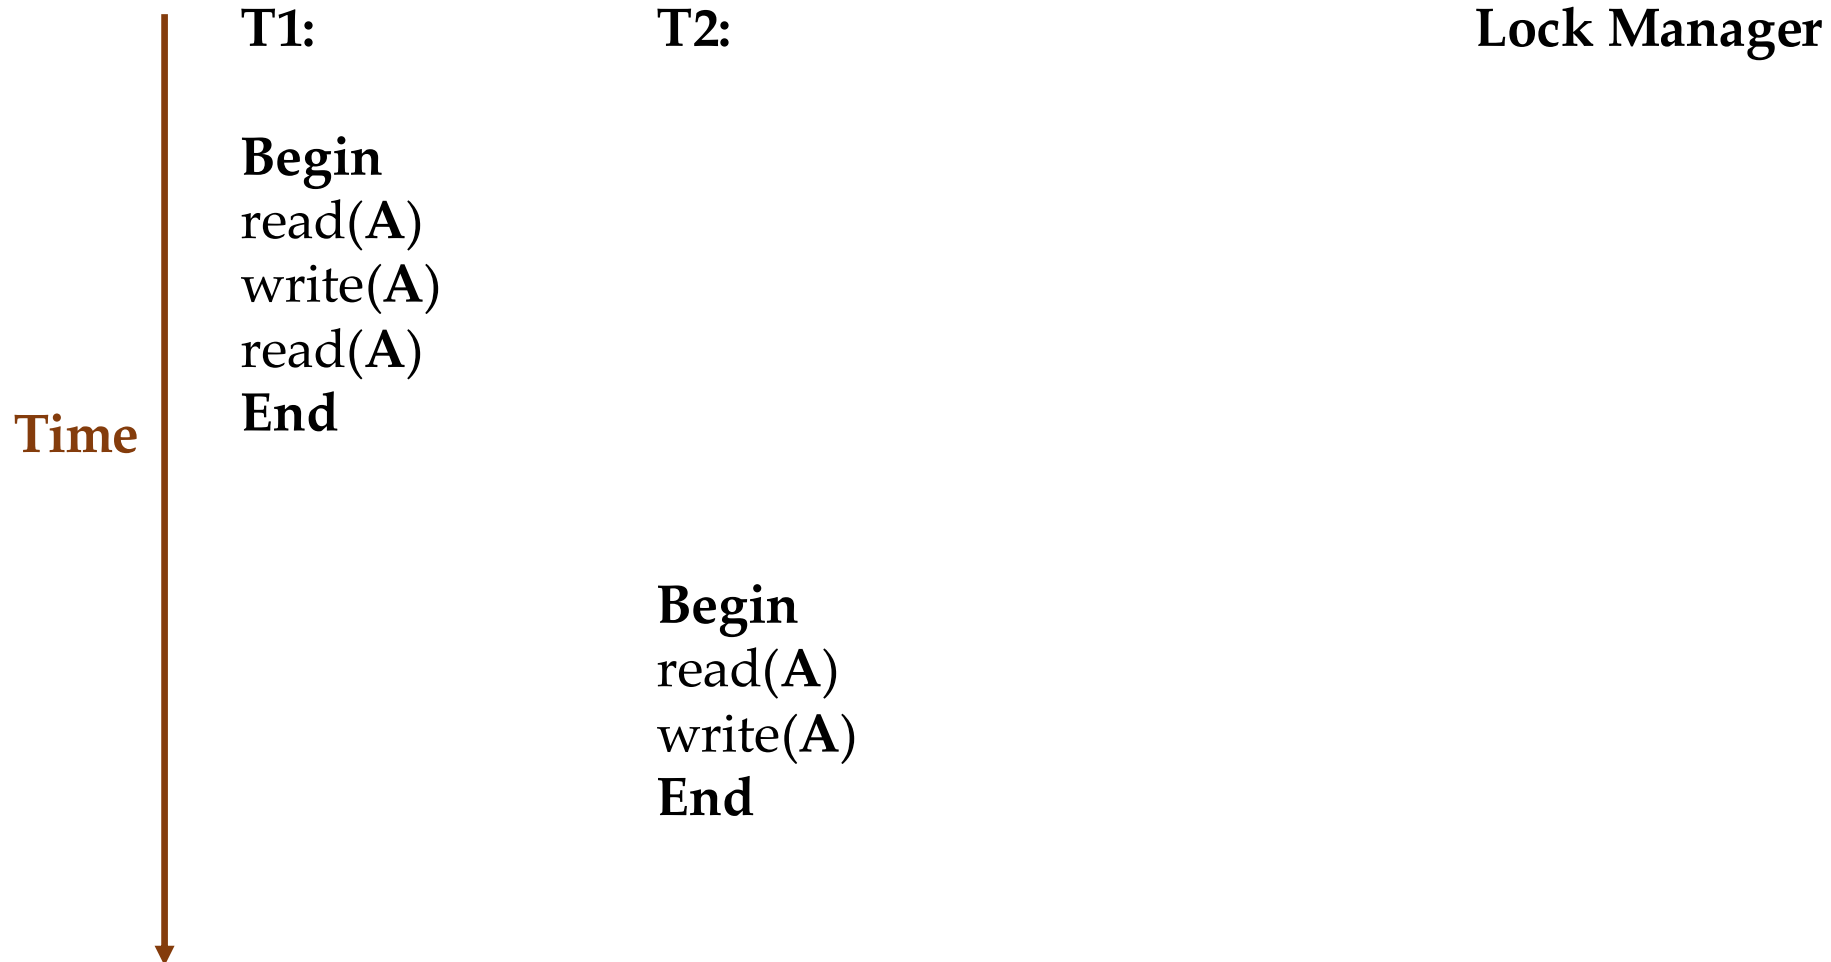 T1:
T2:
Lock Manager
Begin
read(A)
write(A)
read(A)
End
Time
Begin
read(A)
write(A)
End